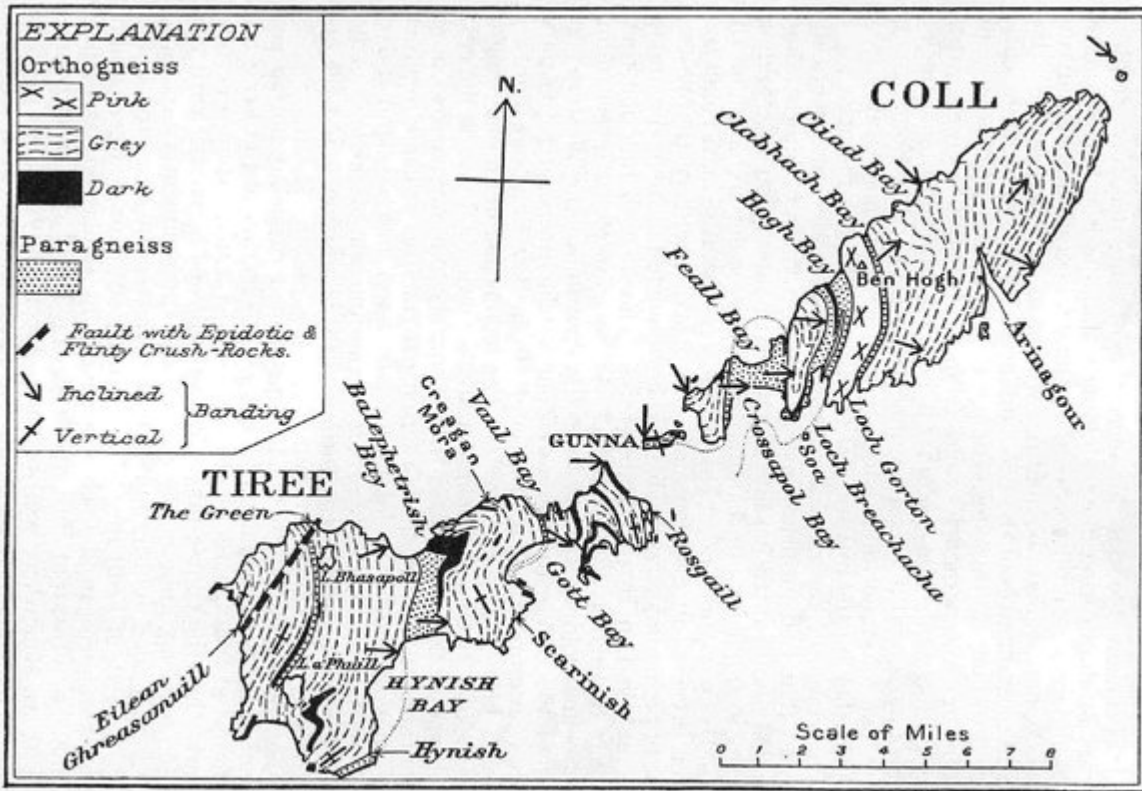 EXPLANATION
Orthogneiss
Pink
Grey
Dark
Paragneiss
Fault with Epidotic &
Flinty Crush-Rocks.
Inclined
Vertical
Banding
N.
COLL
Cliad Bay
Clabhach Bay
Hogh Bay
Feall Bay
Ben Hogh
Arinagour
Loch Gorton
Loch Breachacha
Soa
Crossapol Bay
GUNNA
TIREE
The Green
Balephetrish
Bay
Creagan
Mora
Vaul Bay
Rosgaill
Gott Bay
Scarinish
L. Bhasapoll
L. a Phuill
HYNISH
BAY
Hynish
Eilean
Ghreasamuill
Scale of Miles
0 1 2 3 4 5 6 7 8